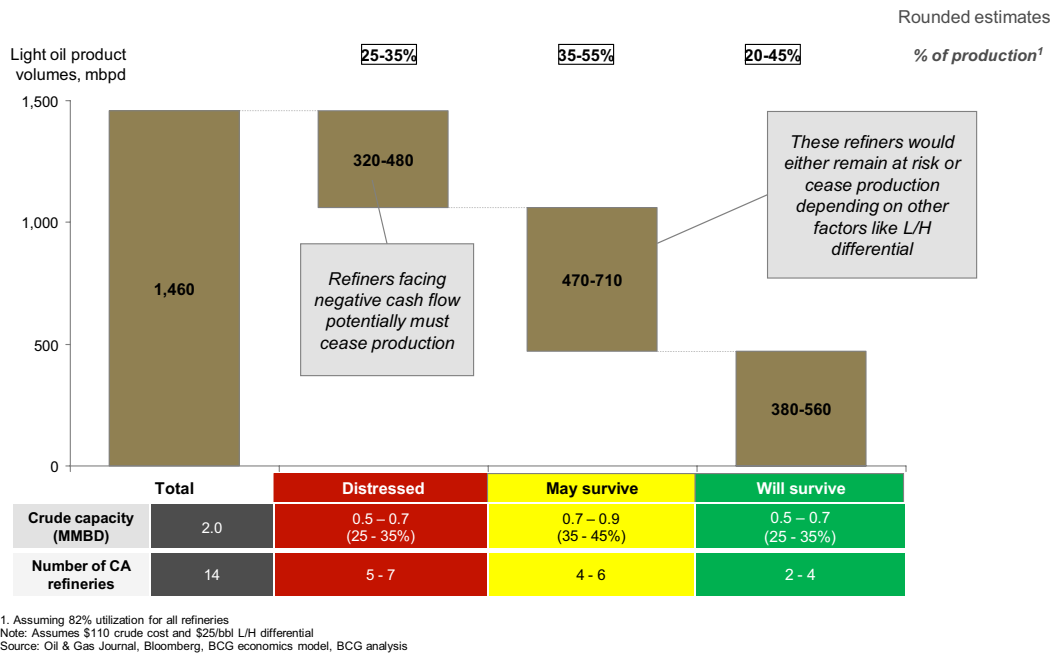 Rounded estimates
Light oil product
volumes, mbpd
25-35%
35-55%
20-45%
% of production1
1,500
1,000
500
0
1,460
320-480
470-710
380-560
Refiners facing
negative cash flow
potentially must
cease production
These refiners would
either remain at risk or
cease production
depending on other
factors like L/H
differential
Total
Distressed
May survive
Will survive
Crude capacity
(MMBD)
2.0
0.5 – 0.7
(25 - 35%)
0.7 – 0.9
(35 - 45%)
0.5 – 0.7
(25 - 35%)
Number of CA
refineries
14
5 - 7
4 - 6
2 - 4
1. Assuming 82% utilization for all refineries
Note: Assumes $110 crude cost and $25/bbl L/H differential
Source: Oil & Gas Journal, Bloomberg, BCG economics model, BCG analysis